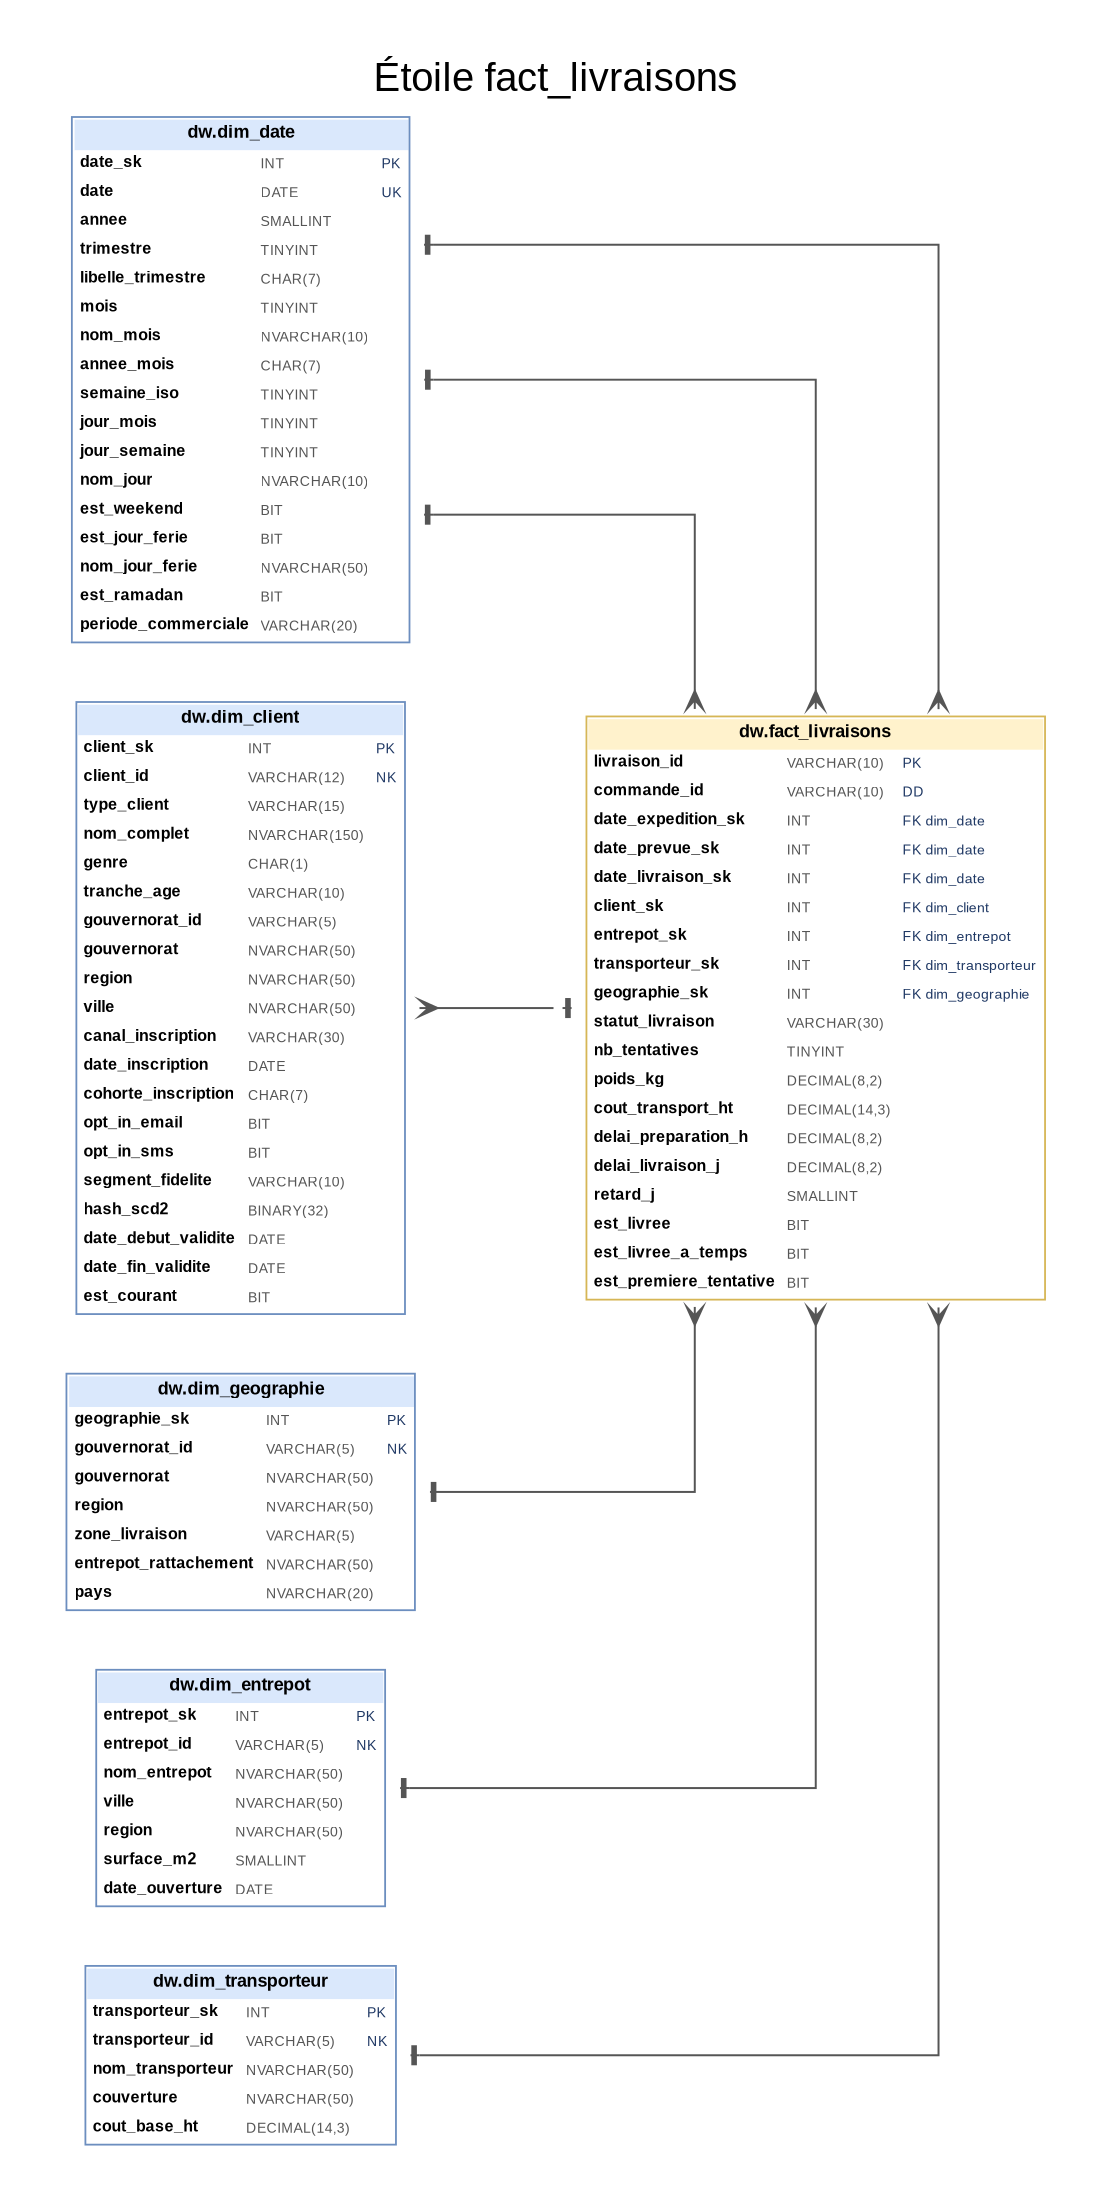 Étoile fact_livraisons
dw.dim_date
date_sk INT PK
date DATE UK
annee SMALLINT
trimestre TINYINT
libelle_trimestre CHAR(7)
mois TINYINT
nom_mois NVARCHAR(10)
annee_mois CHAR(7)
semaine_iso TINYINT
jour_mois TINYINT
jour_semaine TINYINT
nom_jour NVARCHAR(10)
est_weekend BIT
est_jour_ferie BIT
nom_jour_ferie NVARCHAR(50)
est_ramadan BIT
periode_commerciale VARCHAR(20)
dw.dim_client
client_sk INT PK
client_id VARCHAR(12) NK
type_client VARCHAR(15)
nom_complet NVARCHAR(150)
genre CHAR(1)
tranche_age VARCHAR(10)
gouvernorat_id VARCHAR(5)
gouvernorat NVARCHAR(50)
region NVARCHAR(50)
ville NVARCHAR(50)
canal_inscription VARCHAR(30)
date_inscription DATE
cohorte_inscription CHAR(7)
opt_in_email BIT
opt_in_sms BIT
segment_fidelite VARCHAR(10)
hash_scd2 BINARY(32)
date_debut_validite DATE
date_fin_validite DATE
est_courant BIT
dw.fact_livraisons
livraison_id VARCHAR(10) PK
commande_id VARCHAR(10) DD
date_expedition_sk INT FK dim_date
date_prevue_sk INT FK dim_date
date_livraison_sk INT FK dim_date
client_sk INT FK dim_client
entrepot_sk INT FK dim_entrepot
transporteur_sk INT FK dim_transporteur
geographie_sk INT FK dim_geographie
statut_livraison VARCHAR(30)
nb_tentatives TINYINT
poids_kg DECIMAL(8,2)
cout_transport_ht DECIMAL(14,3)
delai_preparation_h DECIMAL(8,2)
delai_livraison_j DECIMAL(8,2)
retard_j SMALLINT
est_livree BIT
est_livree_a_temps BIT
est_premiere_tentative BIT
dw.dim_geographie
geographie_sk INT PK
gouvernorat_id VARCHAR(5) NK
gouvernorat NVARCHAR(50)
region NVARCHAR(50)
zone_livraison VARCHAR(5)
entrepot_rattachement NVARCHAR(50)
pays NVARCHAR(20)
dw.dim_entrepot
entrepot_sk INT PK
entrepot_id VARCHAR(5) NK
nom_entrepot NVARCHAR(50)
ville NVARCHAR(50)
region NVARCHAR(50)
surface_m2 SMALLINT
date_ouverture DATE
dw.dim_transporteur
transporteur_sk INT PK
transporteur_id VARCHAR(5) NK
nom_transporteur NVARCHAR(50)
couverture NVARCHAR(50)
cout_base_ht DECIMAL(14,3)